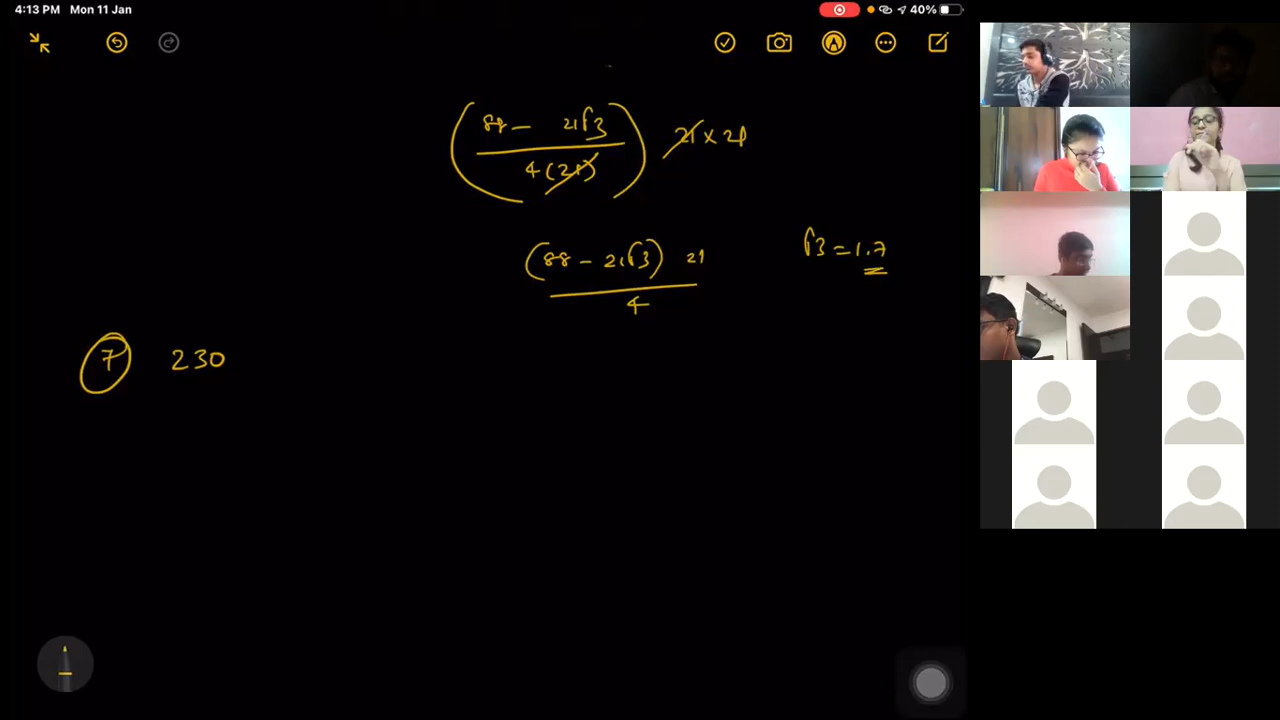 4:13 PM Mon 11 Jan
40%
(88 - 21√3 / 4(21)) 21 × 21
(88 - 21√3) 21 / 4
√3 = 1.7
7 230